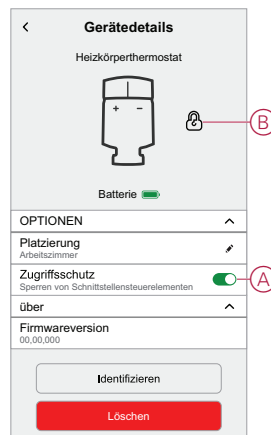 Gerätedetails
Heizkörperthermostat
+ −
B
Batterie
OPTIONEN
Platzierung
Arbeitszimmer
Zugriffsschutz
Sperren von Schnittstellensteuerelementen
A
über
Firmwareversion
00,00,000
Identifizieren
Löschen